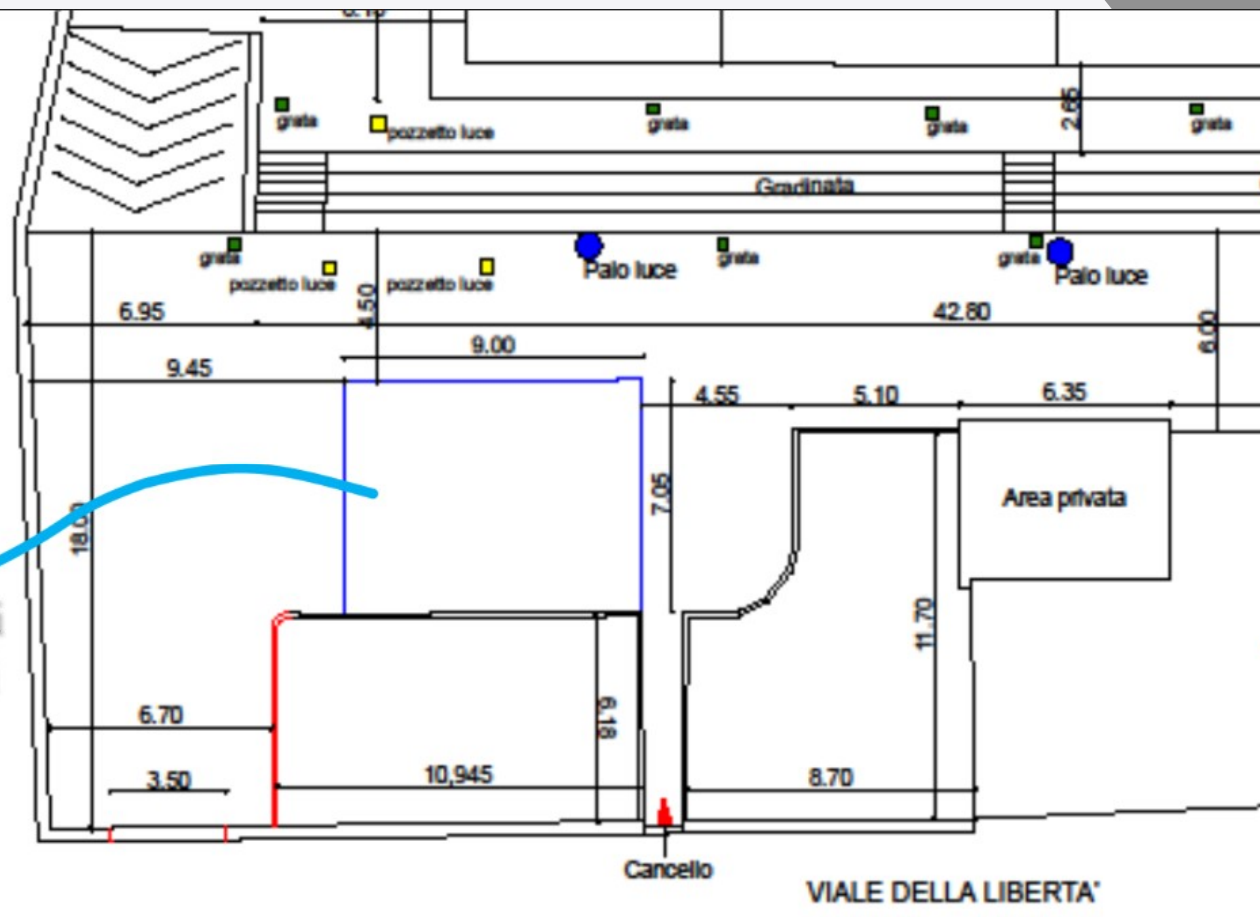 grata
pozzetto luce
grata
grata
2.65
grata
Gradinata
grata
pozzetto luce
pozzetto luce
Palo luce
grata
grata
Palo luce
6.95
4.50
42.80
6.00
9.00
9.45
4.55
5.10
6.35
7.05
Area privata
18.00
11.70
6.70
6.18
3.50
10,945
8.70
Cancello
VIALE DELLA LIBERTA'